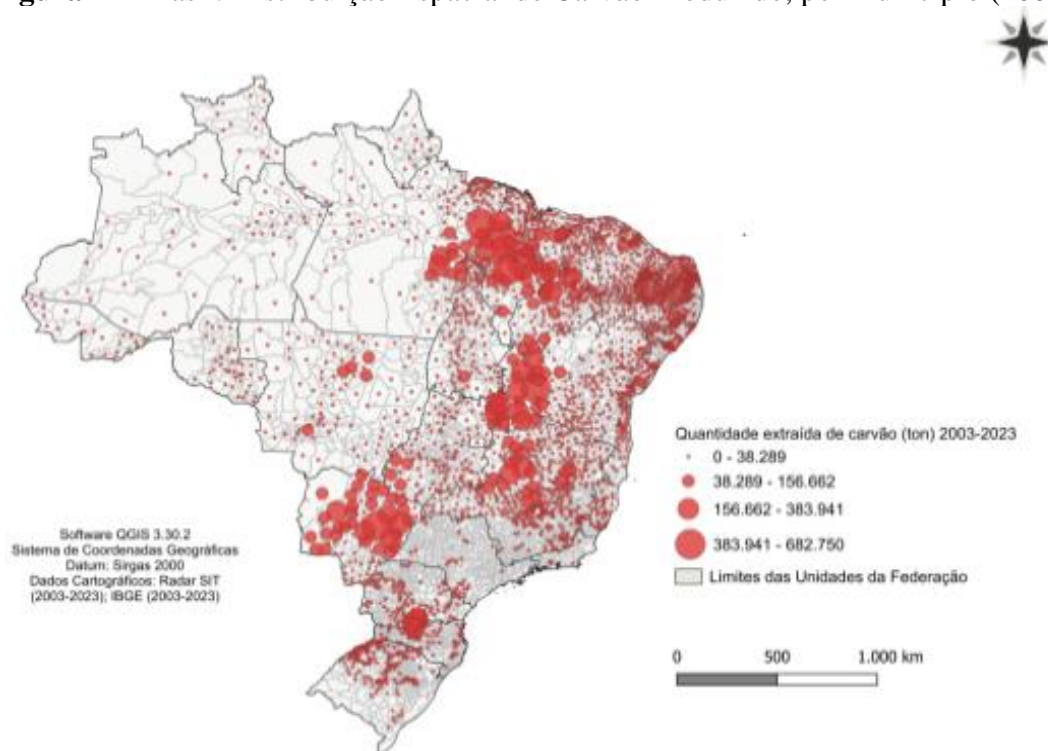 Quantidade extraída de carvão (ton) 2003-2023
0 - 38.289
38.289 - 156.662
156.662 - 383.941
383.941 - 682.750
Limites das Unidades da Federação
Software QGIS 3.30.2
Sistema de Coordenadas Geográficas
Datum: Sirgas 2000
Dados Cartográficos: Radar SIT
(2003-2023); IBGE (2003-2023)
0 500 1.000 km